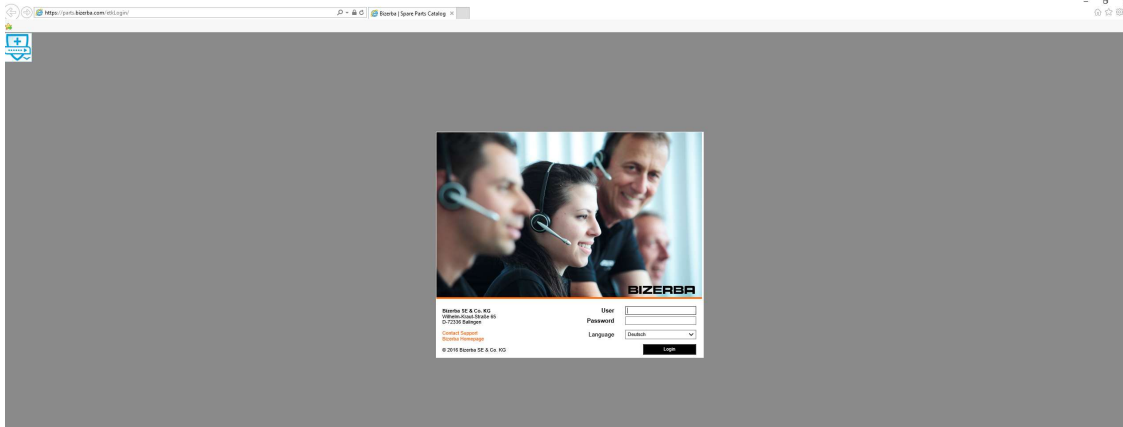 https://parts.bizerba.com/etkLogin/
Bizerba | Spare Parts Catalog
BIZERBA
Bizerba SE & Co. KG
Wilhelm-Kraut-Straße 65
D-72336 Balingen
Contact Support
Bizerba Homepage
© 2016 Bizerba SE & Co. KG
User
Password
Language
Deutsch
Login